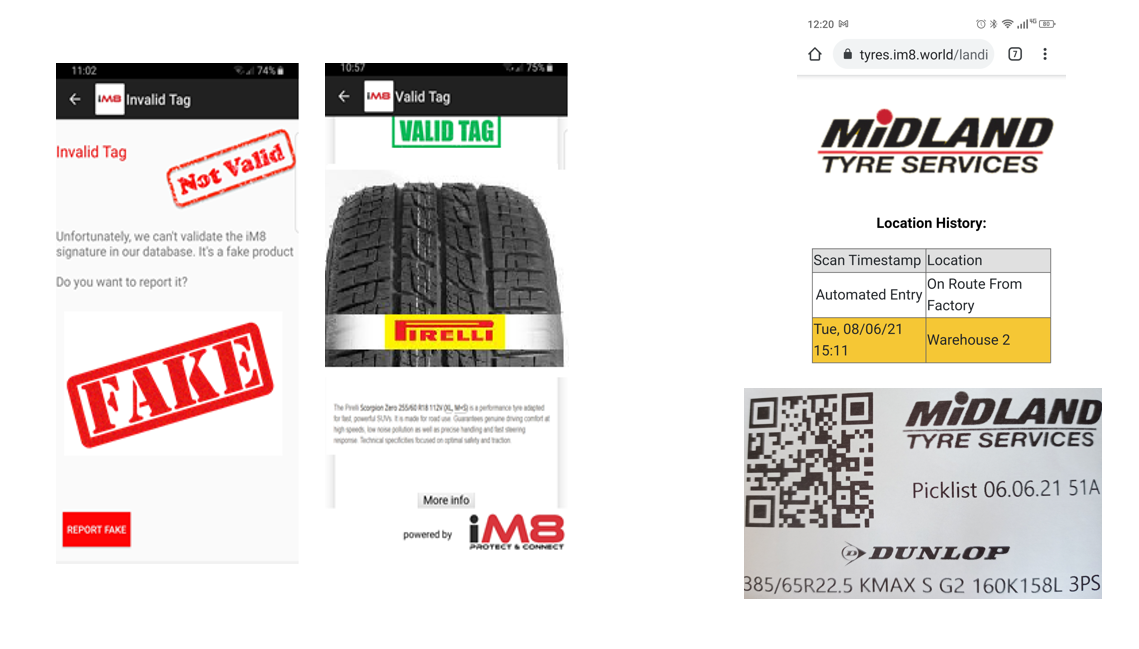 11:02
74%
iM8 Invalid Tag
Invalid Tag
Not Valid
Unfortunately, we can't validate the iM8
signature in our database. It's a fake product
Do you want to report it?
FAKE
REPORT FAKE
10:57
75%
iM8 Valid Tag
VALID TAG
PIRELLI
The Pirelli Scorpion Zero 255/60 R18 112V (XL, M+S) is a performance tyre adapted
for fast, powerful SUVs. It is made for road use. Guarantees genuine driving comfort at
high speeds, low noise pollution as well as precise handling and fast steering
response. Technical specificities focused on optimal safety and traction.
More info
powered by iM8
PROTECT & CONNECT
12:20
4G 80
tyres.im8.world/landi
7
MiDLAND
TYRE SERVICES
Location History:
Scan Timestamp Location
Automated Entry On Route From
Factory
Tue, 08/06/21
15:11 Warehouse 2
MiDLAND
TYRE SERVICES
Picklist 06.06.21 51A
DUNLOP
385/65R22.5 KMAX S G2 160K158L 3PS